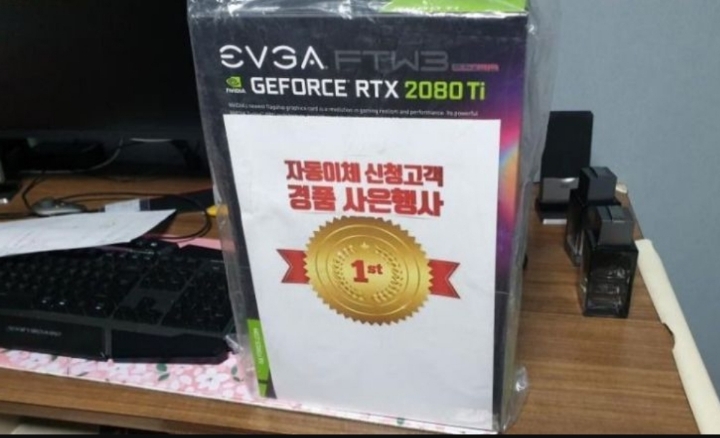 EVGA FTW3
NVIDIA
GEFORCE RTX 2080 Ti
자동이체 신청고객
경품 사은행사
1st